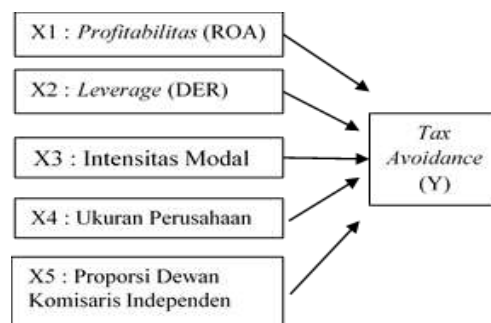 X1 : Profitabilitas (ROA)
X2 : Leverage (DER)
X3 : Intensitas Modal
X4 : Ukuran Perusahaan
X5 : Proporsi Dewan
Komisaris Independen
Tax
Avoidance
(Y)